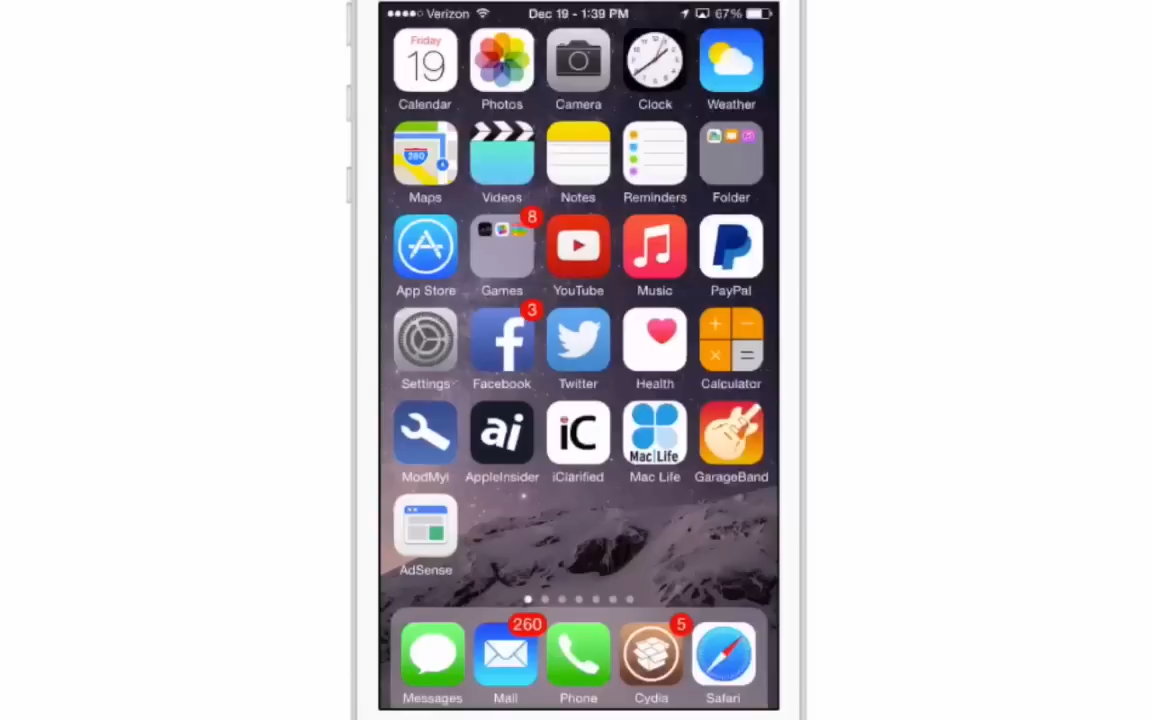 Verizon Dec 19 - 1:39 PM 67%
Friday
19
Calendar Photos Camera Clock Weather
280
Maps Videos Notes Reminders Folder
8
App Store Games YouTube Music PayPal
3
Settings Facebook Twitter Health Calculator
ai iC Mac|Life
ModMyi AppleInsider iClarified Mac Life GarageBand
AdSense
260 5
Messages Mail Phone Cydia Safari